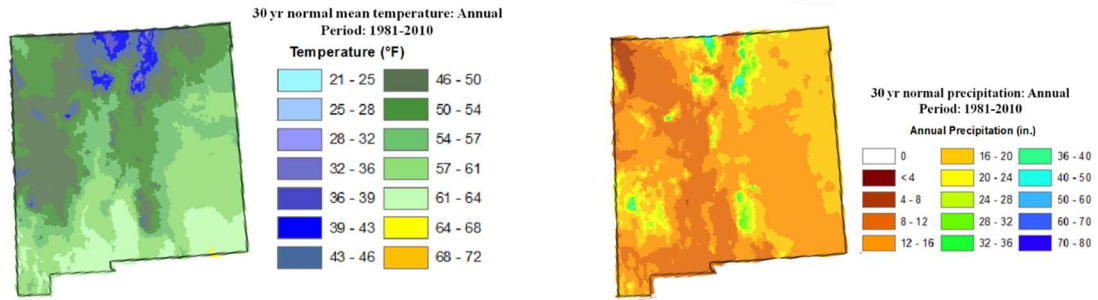 30 yr normal mean temperature: Annual
Period: 1981-2010
Temperature (°F)
21 - 25
25 - 28
28 - 32
32 - 36
36 - 39
39 - 43
43 - 46
46 - 50
50 - 54
54 - 57
57 - 61
61 - 64
64 - 68
68 - 72
30 yr normal precipitation: Annual
Period: 1981-2010
Annual Precipitation (in.)
0
< 4
4 - 8
8 - 12
12 - 16
16 - 20
20 - 24
24 - 28
28 - 32
32 - 36
36 - 40
40 - 50
50 - 60
60 - 70
70 - 80